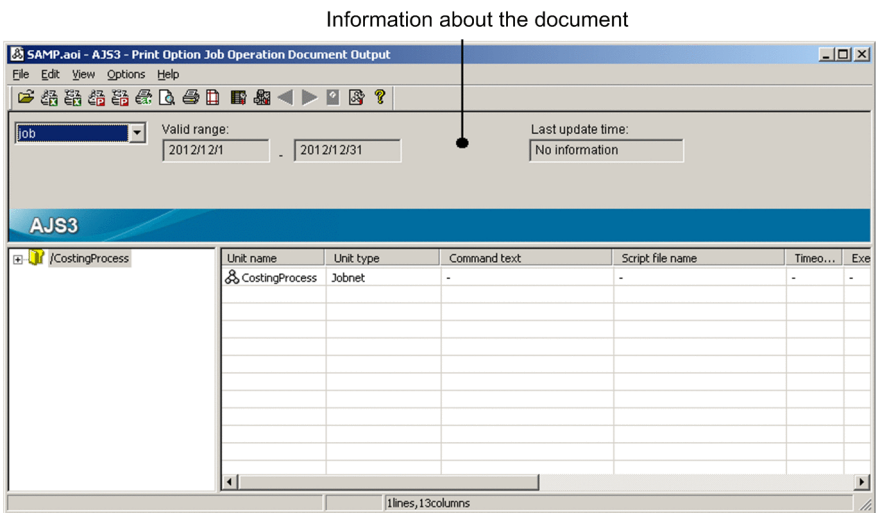 Information about the document
SAMP.aoi - AJS3 - Print Option Job Operation Document Output
File Edit View Options Help
job
Valid range:
Last update time:
2012/12/1 - 2012/12/31
No information
AJS3
/CostingProcess
Unit name Unit type Command text Script file name Timeo... Exe
CostingProcess Jobnet - - - -
1lines,13columns